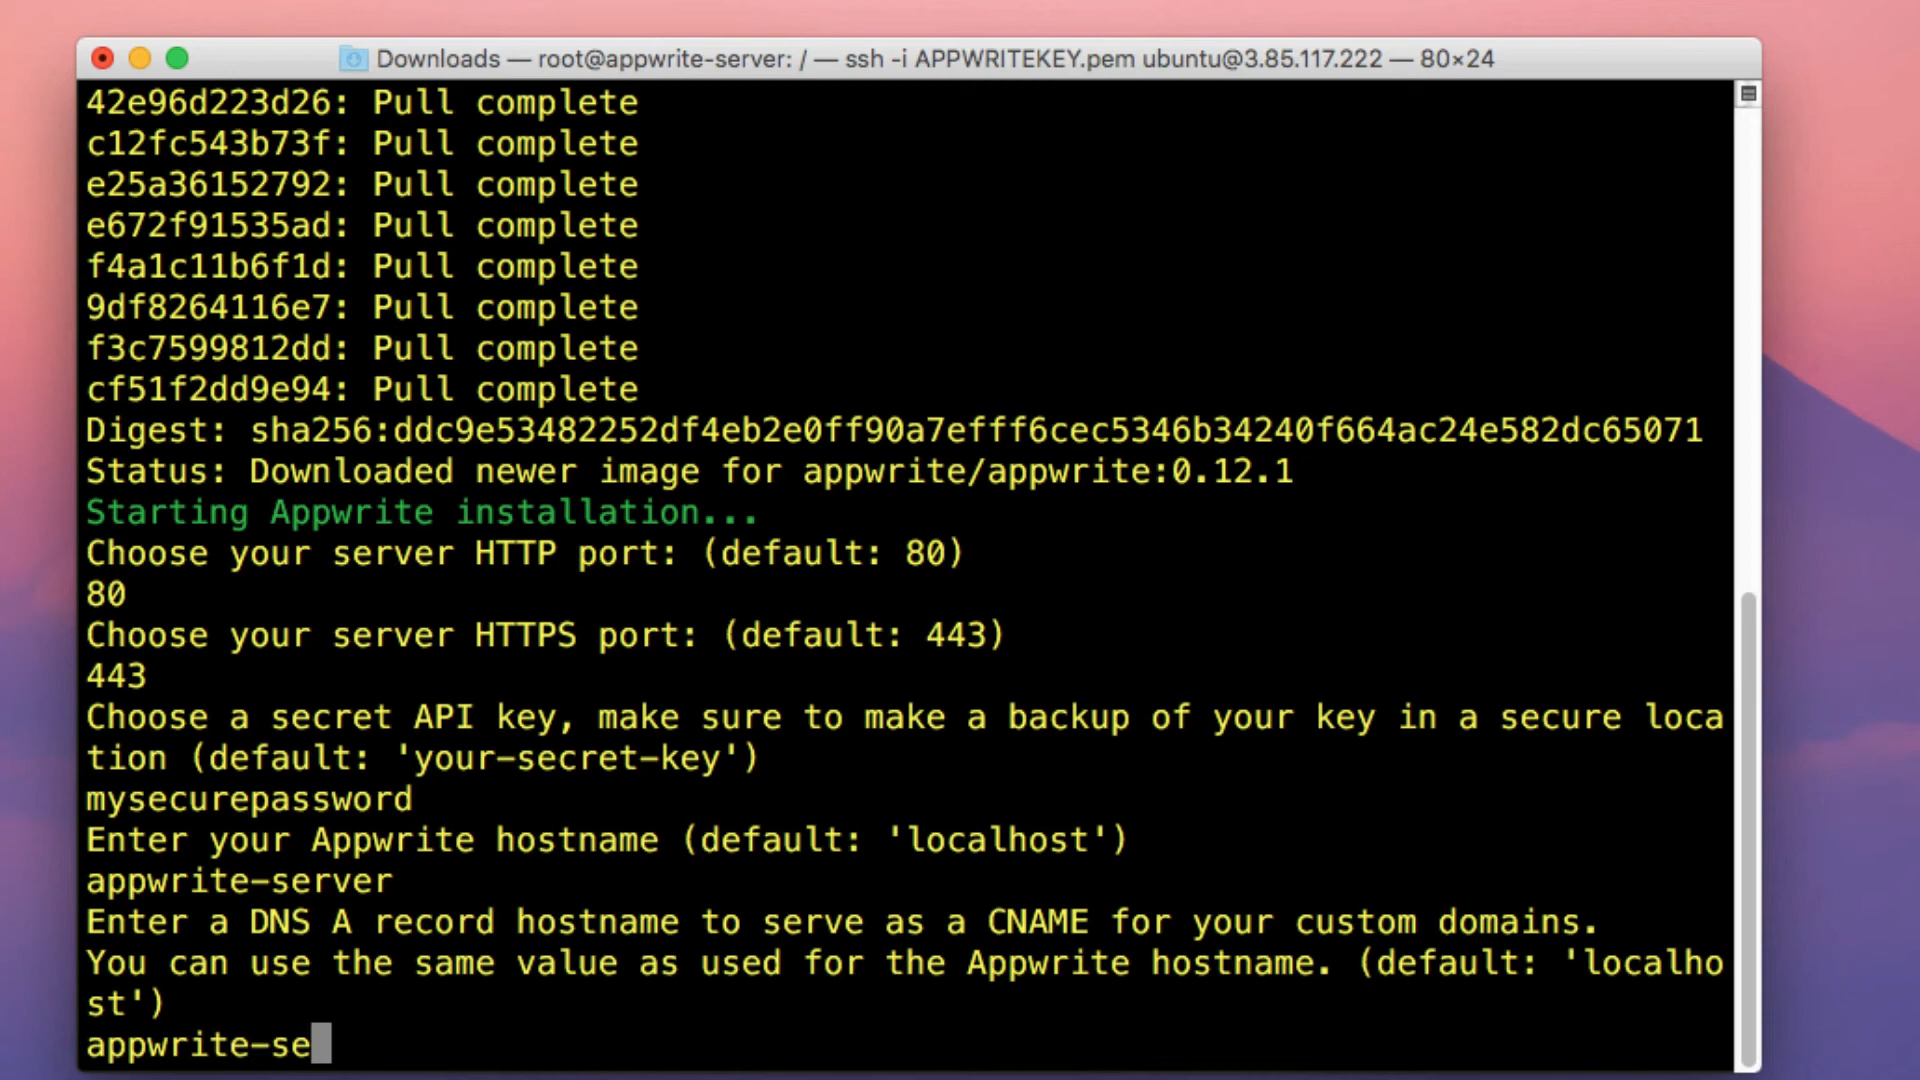 Downloads — root@appwrite-server: / — ssh -i APPWRITEKEY.pem ubuntu@3.85.117.222 — 80×24
42e96d223d26: Pull complete
c12fc543b73f: Pull complete
e25a36152792: Pull complete
e672f91535ad: Pull complete
f4a1c11b6f1d: Pull complete
9df8264116e7: Pull complete
f3c7599812dd: Pull complete
cf51f2dd9e94: Pull complete
Digest: sha256:ddc9e53482252df4eb2e0ff90a7efff6cec5346b34240f664ac24e582dc65071
Status: Downloaded newer image for appwrite/appwrite:0.12.1
Starting Appwrite installation...
Choose your server HTTP port: (default: 80)
80
Choose your server HTTPS port: (default: 443)
443
Choose a secret API key, make sure to make a backup of your key in a secure loca
tion (default: 'your-secret-key')
mysecurepassword
Enter your Appwrite hostname (default: 'localhost')
appwrite-server
Enter a DNS A record hostname to serve as a CNAME for your custom domains.
You can use the same value as used for the Appwrite hostname. (default: 'localho
st')
appwrite-se